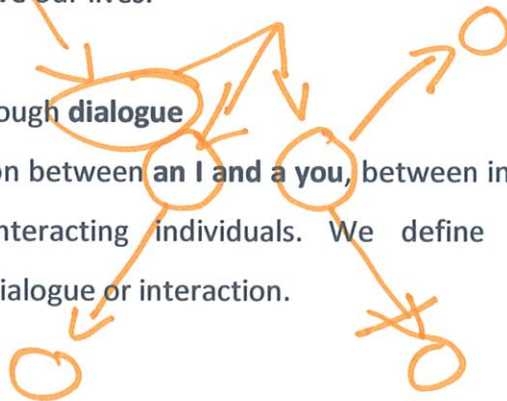 ve our lives.
ough dialogue
on between an I and a you, between in
nteracting individuals. We define
ialogue or interaction.